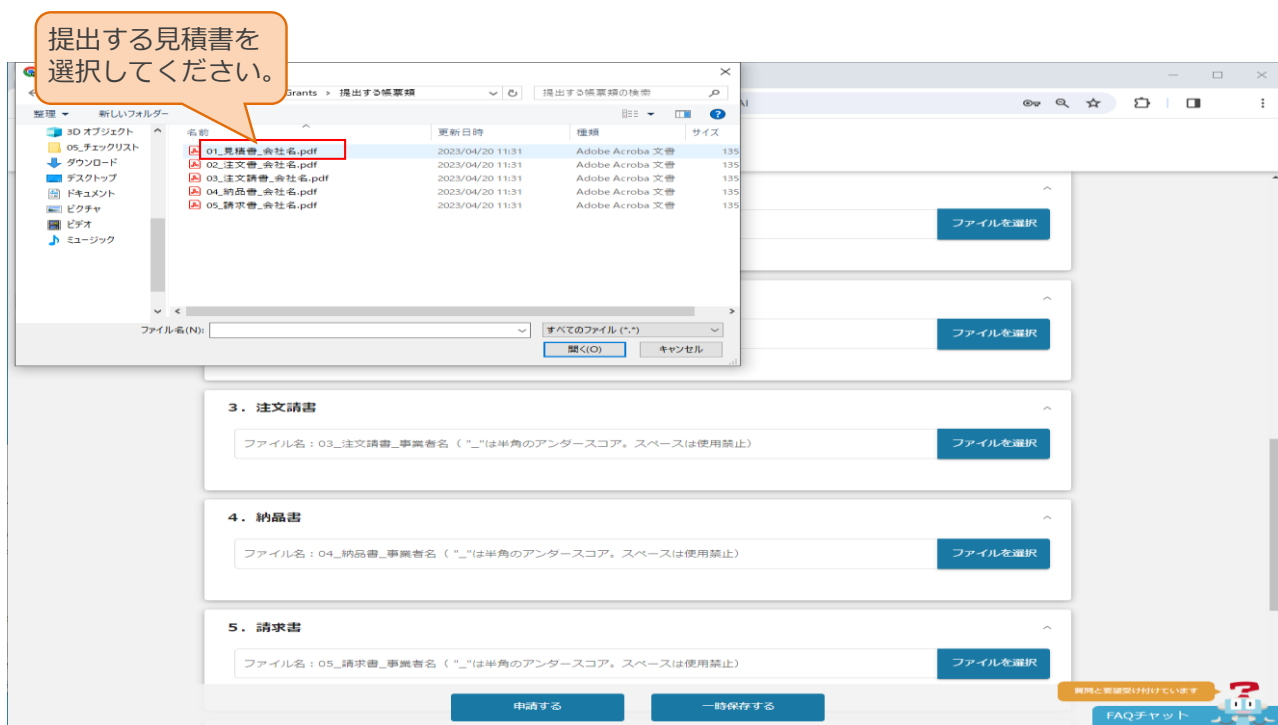 提出する見積書を
選択してください。
Grants › 提出する帳票類
提出する帳票類の検索
整理
新しいフォルダー
名前
更新日時
種類
サイズ
3D オブジェクト
05_チェックリスト
ダウンロード
デスクトップ
ドキュメント
ピクチャ
ビデオ
ミュージック
01_見積書_会社名.pdf 2023/04/20 11:31 Adobe Acroba 文書 135
02_注文書_会社名.pdf 2023/04/20 11:31 Adobe Acroba 文書 135
03_注文請書_会社名.pdf 2023/04/20 11:31 Adobe Acroba 文書 135
04_納品書_会社名.pdf 2023/04/20 11:31 Adobe Acroba 文書 135
05_請求書_会社名.pdf 2023/04/20 11:31 Adobe Acroba 文書 135
ファイル名(N):
すべてのファイル (*.*)
開く(O)
キャンセル
ファイルを選択
ファイルを選択
3. 注文請書
ファイル名:03_注文請書_事業者名( "_"は半角のアンダースコア。スペースは使用禁止)
ファイルを選択
4. 納品書
ファイル名:04_納品書_事業者名( "_"は半角のアンダースコア。スペースは使用禁止)
ファイルを選択
5. 請求書
ファイル名:05_請求書_事業者名( "_"は半角のアンダースコア。スペースは使用禁止)
ファイルを選択
申請する
一時保存する
質問と要望受け付けています
FAQチャット